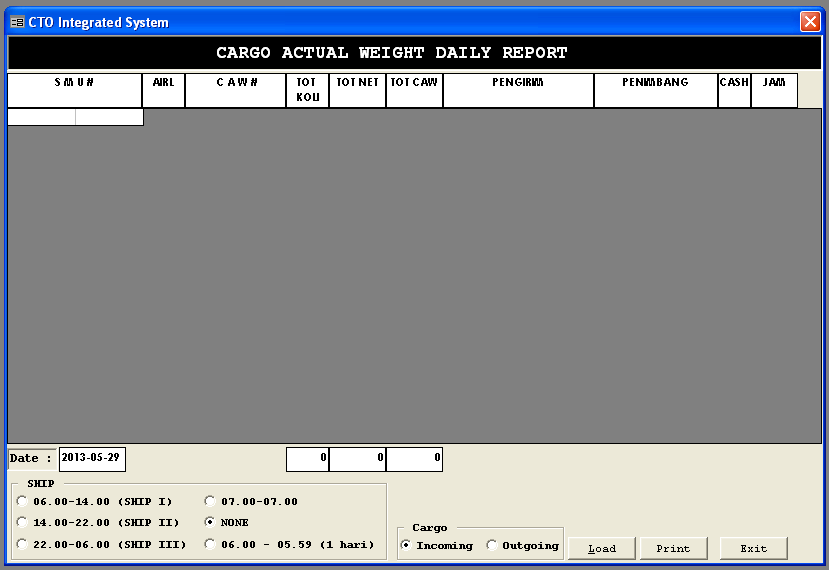 CTO Integrated System
CARGO ACTUAL WEIGHT DAILY REPORT
S M U # AIRL C A W # TOT KOLI TOT NET TOT CAW PENGIRIM PENIMBANG CASH JAM
Date : 2013-05-29 0 0 0
SHIP
06.00-14.00 (SHIP I) 07.00-07.00
14.00-22.00 (SHIP II) NONE
22.00-06.00 (SHIP III) 06.00 - 05.59 (1 hari)
Cargo
Incoming Outgoing
Load Print Exit